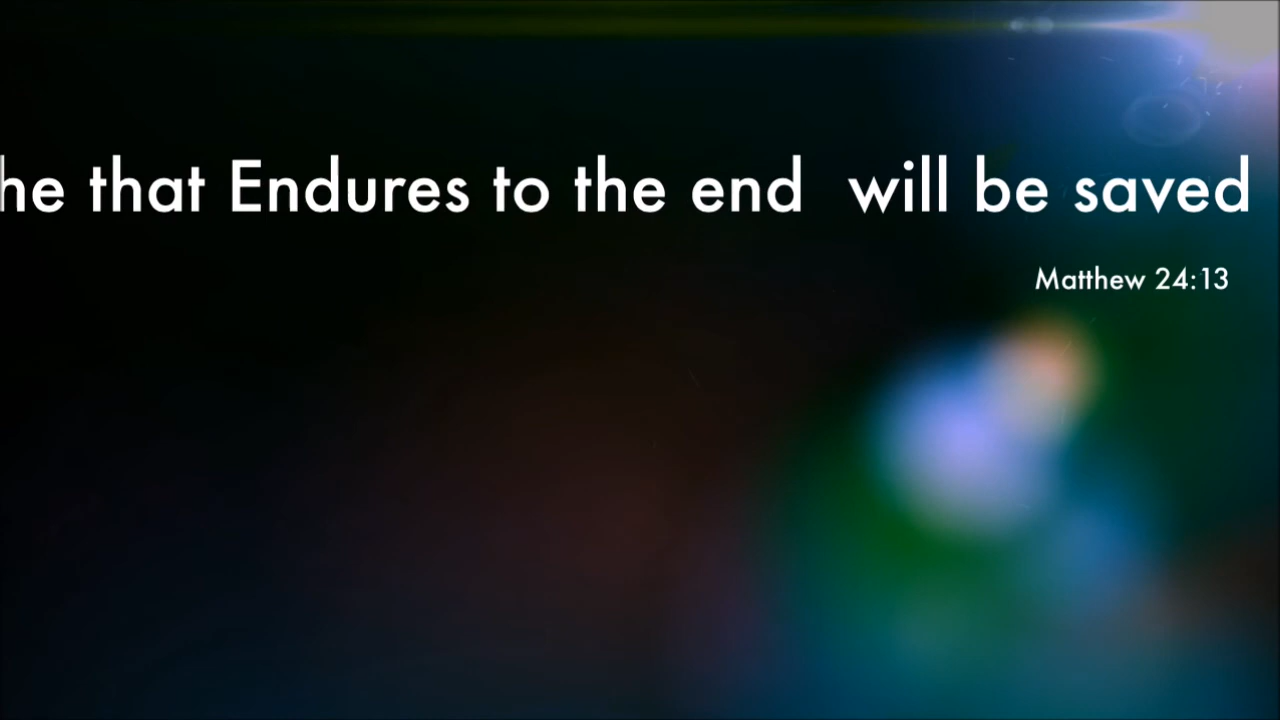 he that Endures to the end  will be saved
Matthew 24:13